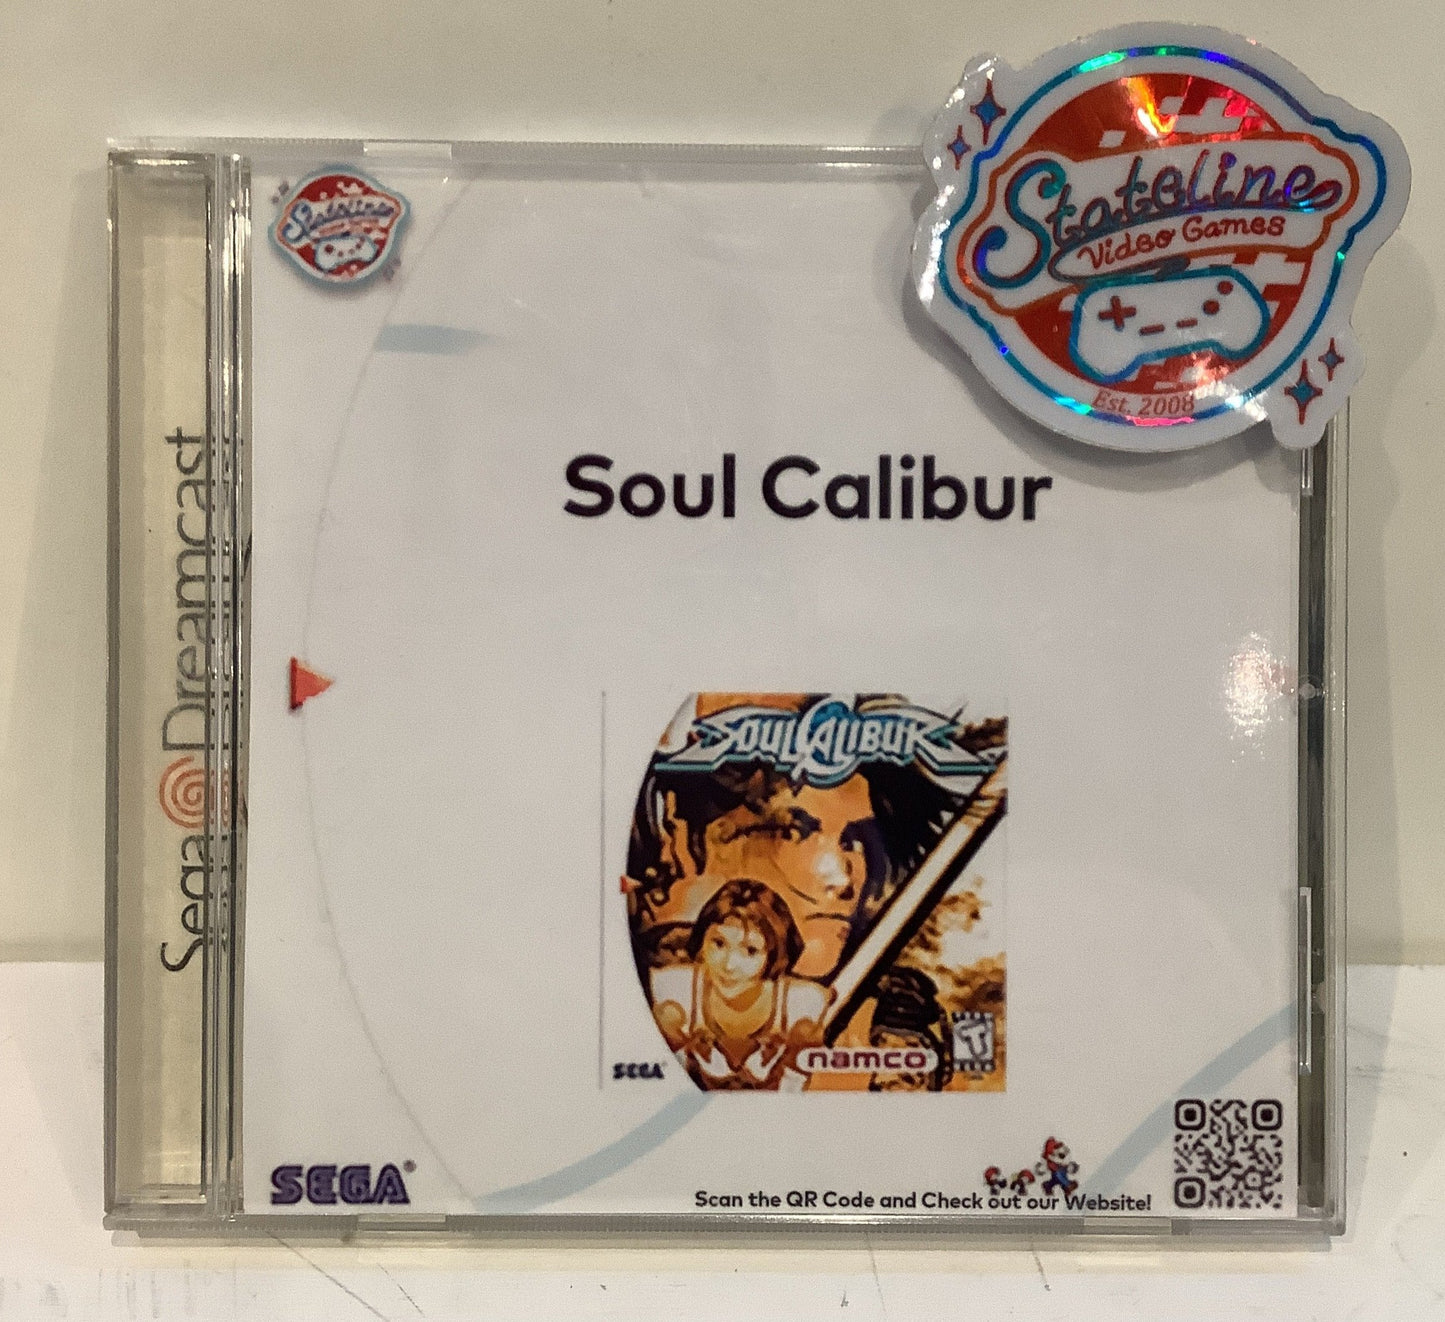 Stateline
Video Games
Est. 2008
Stateline
Sega Dreamcast
Soul Calibur
SOULCALIBUR
SEGA
namco
T
SEGA®
Scan the QR Code and Check out our Website!